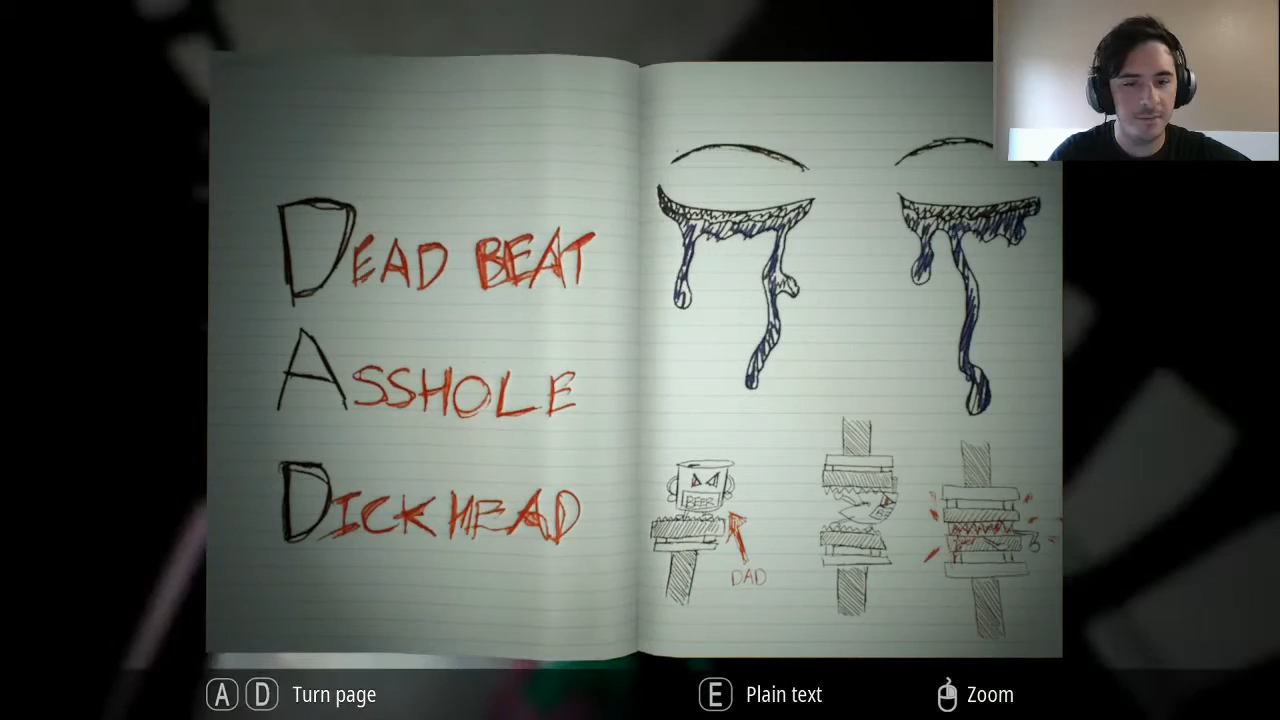 DEAD BEAT
ASSHOLE
DICKHEAD
BEER
DAD
A D Turn page
E Plain text
Zoom